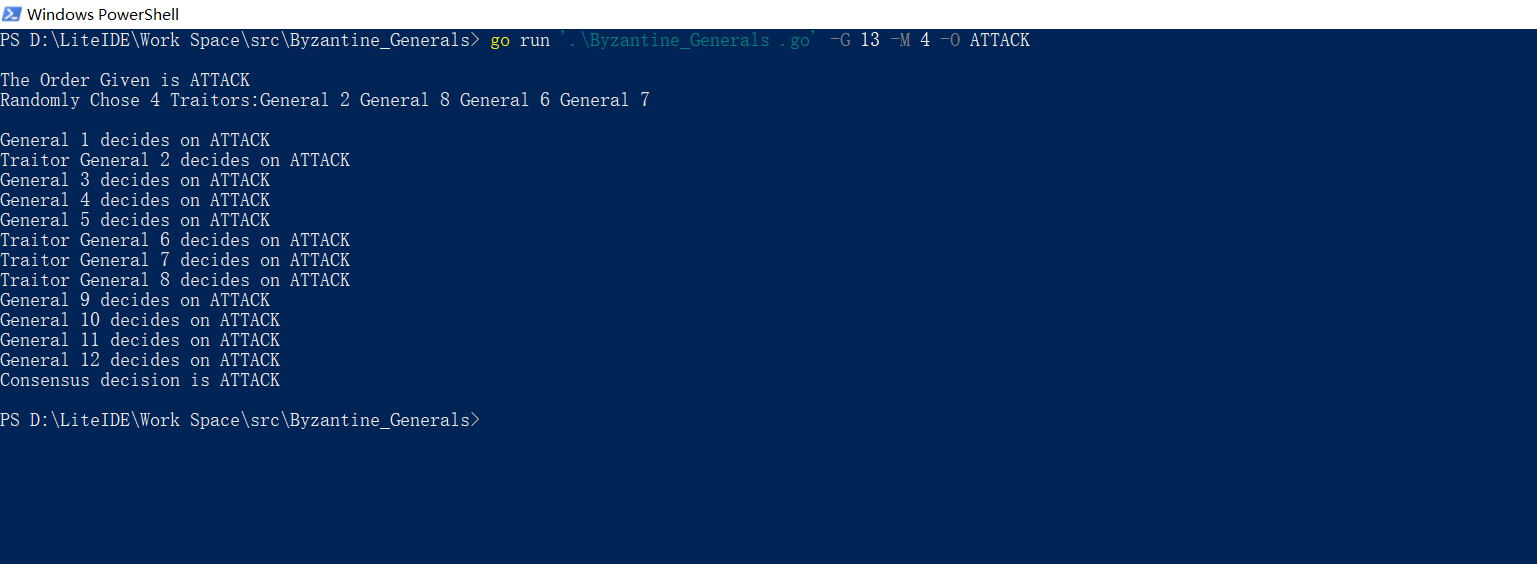 Windows PowerShell
PS D:\LiteIDE\Work Space\src\Byzantine_Generals> go run '.\Byzantine_Generals .go' -G 13 -M 4 -O ATTACK
The Order Given is ATTACK
Randomly Chose 4 Traitors:General 2 General 8 General 6 General 7
General 1 decides on ATTACK
Traitor General 2 decides on ATTACK
General 3 decides on ATTACK
General 4 decides on ATTACK
General 5 decides on ATTACK
Traitor General 6 decides on ATTACK
Traitor General 7 decides on ATTACK
Traitor General 8 decides on ATTACK
General 9 decides on ATTACK
General 10 decides on ATTACK
General 11 decides on ATTACK
General 12 decides on ATTACK
Consensus decision is ATTACK
PS D:\LiteIDE\Work Space\src\Byzantine_Generals>